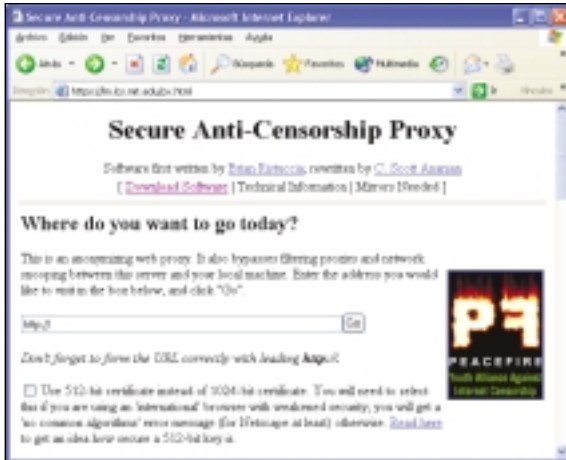 Secure Anti-Censorship Proxy - Microsoft Internet Explorer
Archivo Edición Ver Favoritos Herramientas Ayuda
Atrás Búsqueda Favoritos Multimedia
Dirección Ir Vínculos
Secure Anti-Censorship Proxy
Software first written by Brian Ristuccia; rewritten by C. Scott Ananian
[ Download Software | Technical Information | Mirrors Needed ]
Where do you want to go today?
This is an anonymizing web proxy. It also bypasses filtering proxies and network
snooping between this server and your local machine. Enter the address you would
like to visit in the box below, and click "Go".
http:// Go
Don't forget to form the URL correctly with leading http://.
PEACEFIRE
Youth Alliance Against
Internet Censorship
Use 512-bit certificate instead of 1024-bit certificate. You will need to select
this if you are using an 'international' browser with weakened security; you will get a
'no common algorithms' error message (for Netscape at least) otherwise. Read here
to get an idea how secure a 512-bit key is.